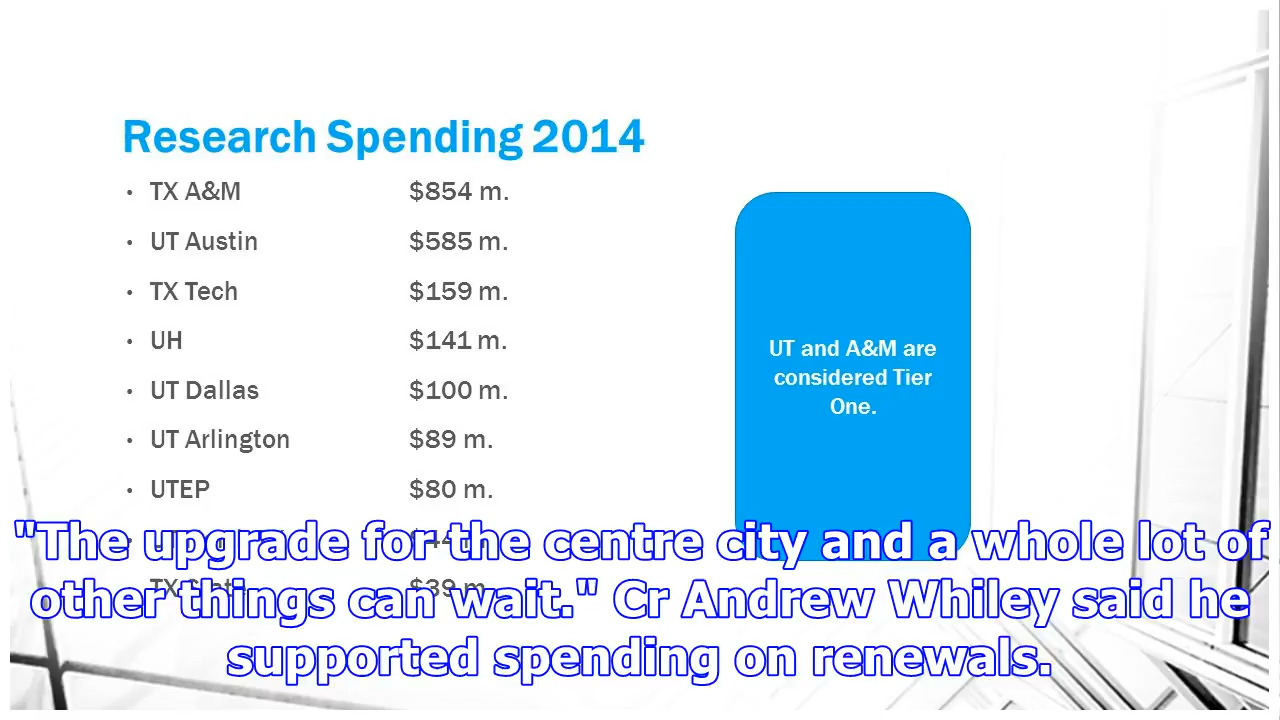 Research Spending 2014
• TX A&M $854 m.
• UT Austin $585 m.
• TX Tech $159 m.
• UH $141 m.
• UT Dallas $100 m.
• UT Arlington $89 m.
• UTEP $80 m.
TX $39 m.
UT and A&M are
considered Tier
One.
"The upgrade for the centre city and a whole lot of
other things can wait." Cr Andrew Whiley said he
supported spending on renewals.